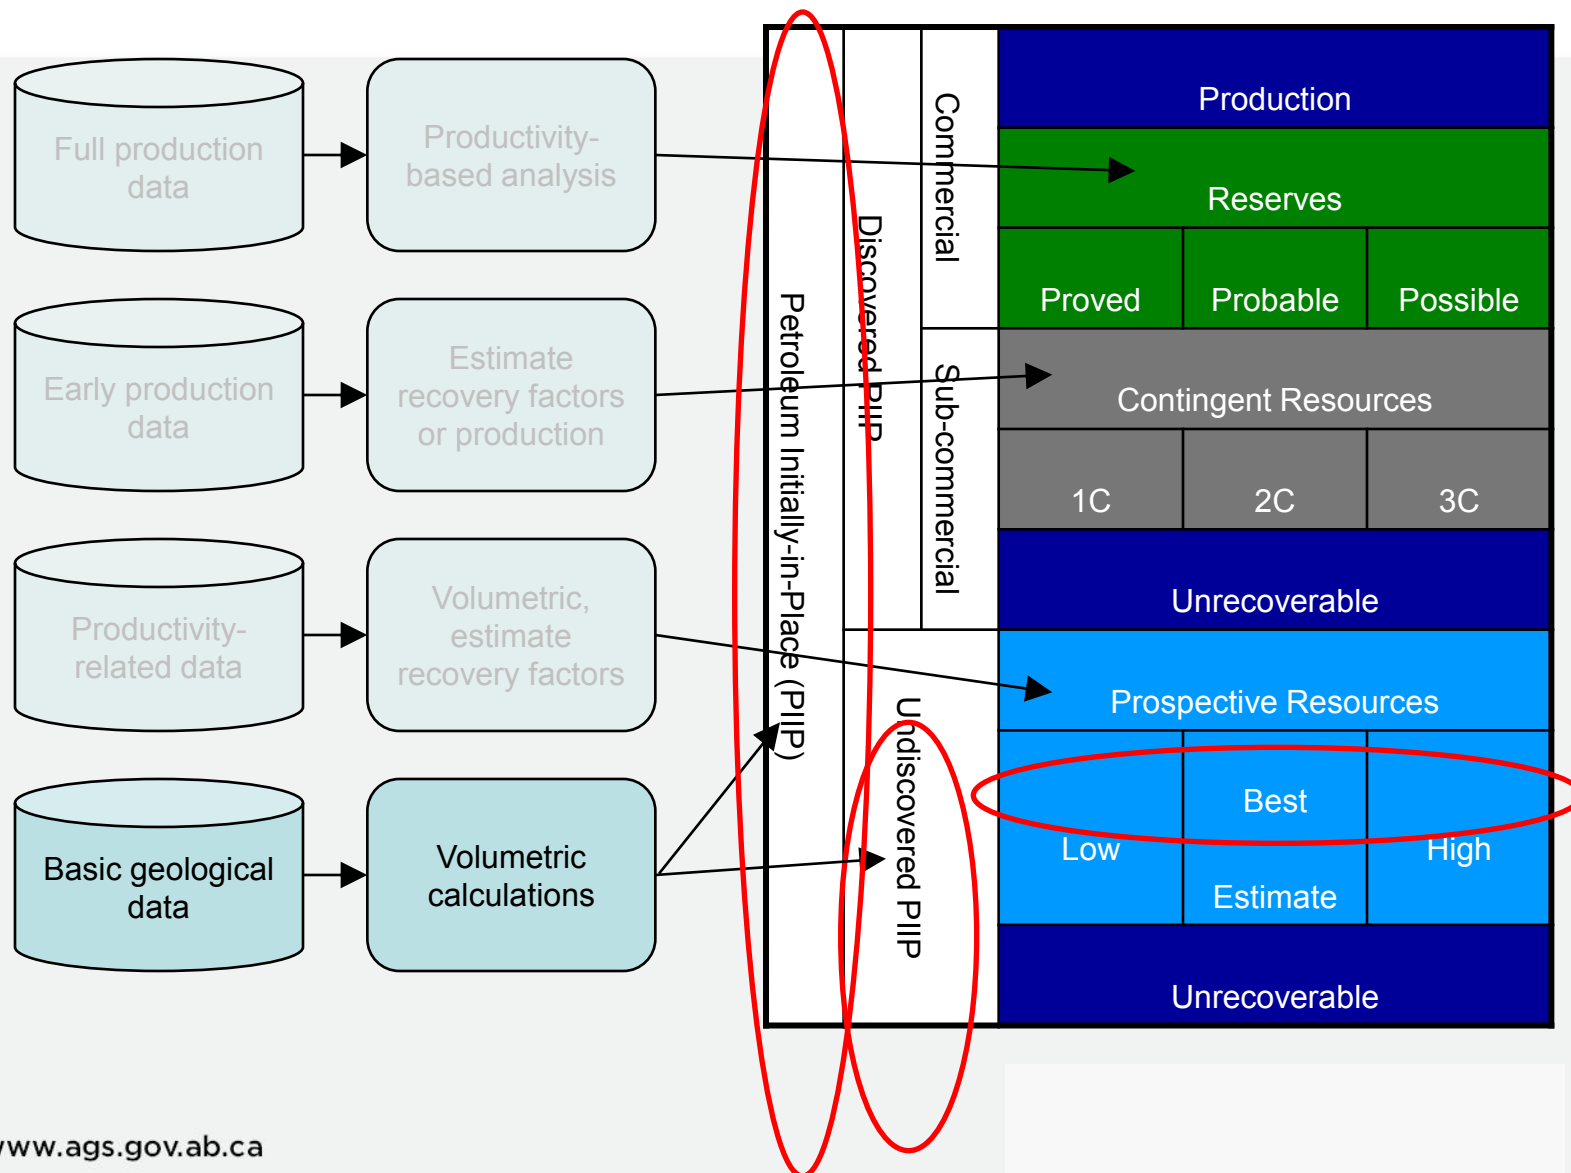 Full production
data
Productivity-
based analysis
Early production
data
Estimate
recovery factors
or production
Productivity-
related data
Volumetric,
estimate
recovery factors
Basic geological
data
Volumetric
calculations
Petroleum Initially-in-Place (PIIP)
Discovered PIIP
Undiscovered PIIP
Commercial
Sub-commercial
Production
Reserves
Proved Probable Possible
Contingent Resources
1C 2C 3C
Unrecoverable
Prospective Resources
Low
Best
Estimate
High
Unrecoverable
www.ags.gov.ab.ca